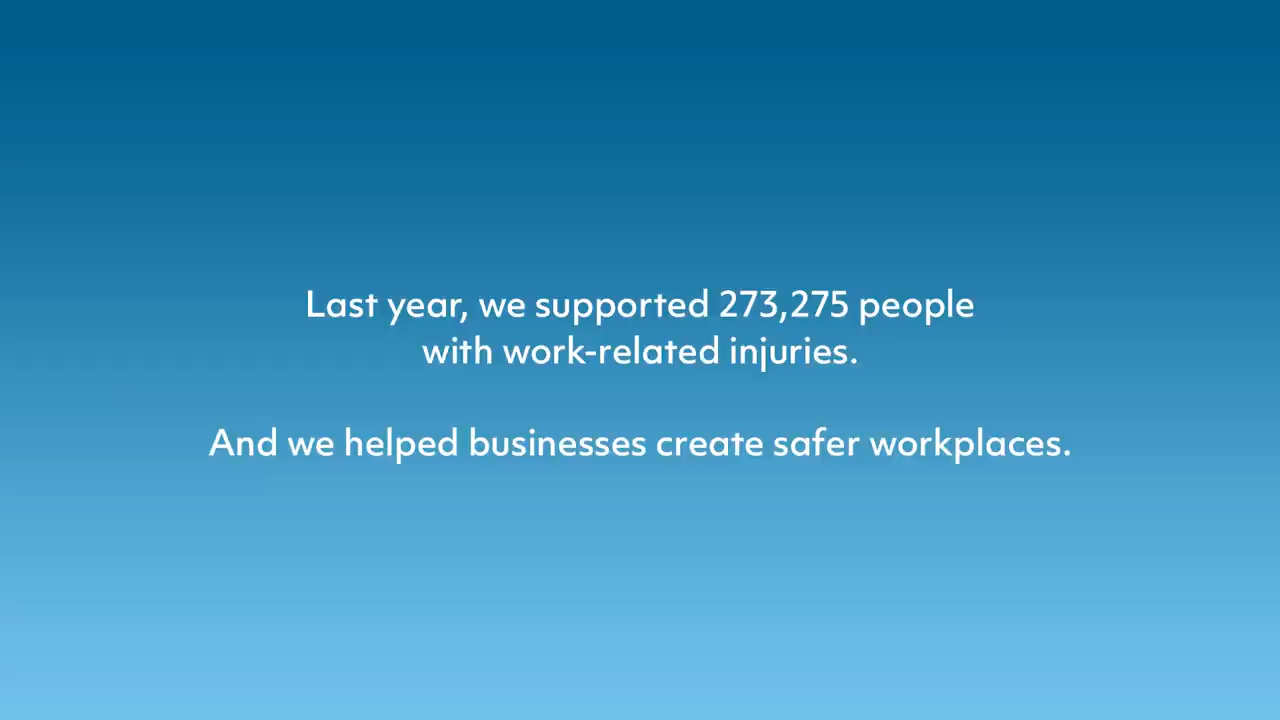 Last year, we supported 273,275 people
with work-related injuries.
And we helped businesses create safer workplaces.